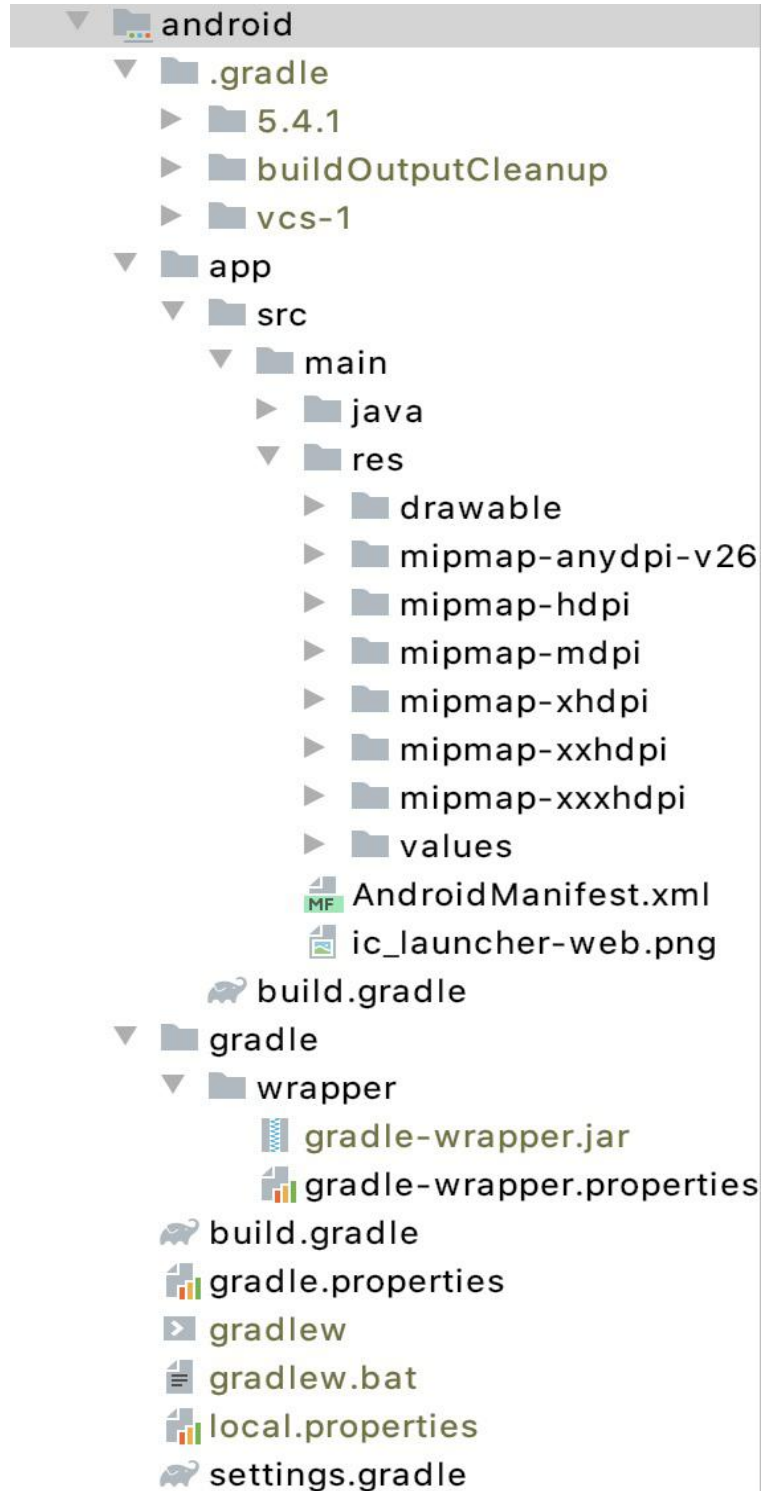 android
.gradle
5.4.1
buildOutputCleanup
vcs-1
app
src
main
java
res
drawable
mipmap-anydpi-v26
mipmap-hdpi
mipmap-mdpi
mipmap-xhdpi
mipmap-xxhdpi
mipmap-xxxhdpi
values
MF AndroidManifest.xml
ic_launcher-web.png
build.gradle
gradle
wrapper
gradle-wrapper.jar
gradle-wrapper.properties
build.gradle
gradle.properties
gradlew
gradlew.bat
local.properties
settings.gradle